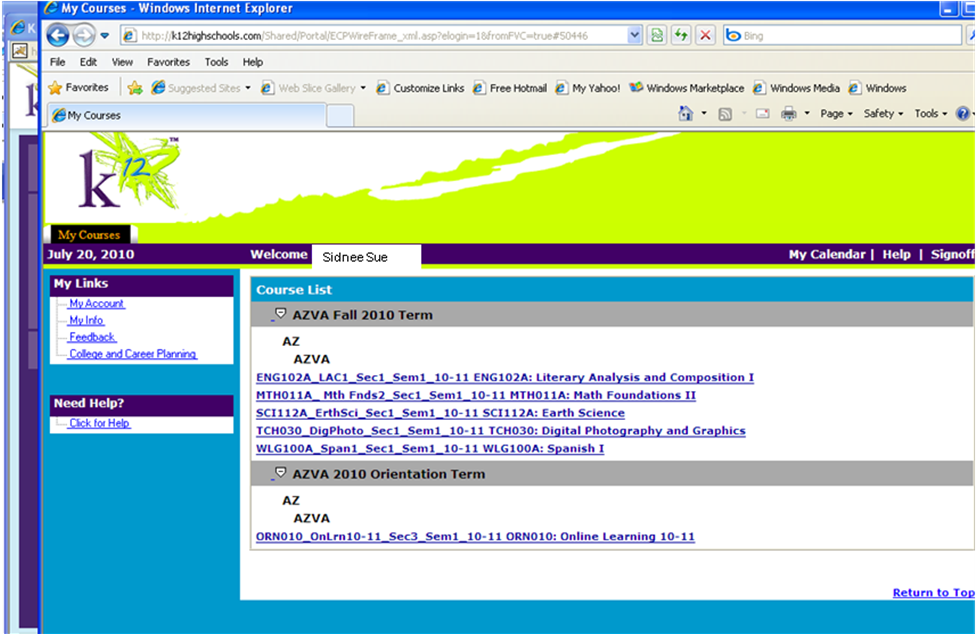 My Courses - Windows Internet Explorer
http://k12highschools.com/Shared/Portal/ECPWireFrame_xml.asp?elogin=1&fromFVC=true#50446
Bing
File Edit View Favorites Tools Help
Favorites Suggested Sites Web Slice Gallery Customize Links Free Hotmail My Yahoo! Windows Marketplace Windows Media Windows
My Courses Page Safety Tools
k12 TM
My Courses
July 20, 2010 Welcome Sidnee Sue My Calendar | Help | Signoff
My Links
My Account
My Info
Feedback
College and Career Planning
Need Help?
Click for Help
Course List
AZVA Fall 2010 Term
AZ
AZVA
ENG102A_LAC1_Sec1_Sem1_10-11 ENG102A: Literary Analysis and Composition I
MTH011A_ Mth Fnds2_Sec1_Sem1_10-11 MTH011A: Math Foundations II
SCI112A_ErthSci_Sec1_Sem1_10-11 SCI112A: Earth Science
TCH030_DigPhoto_Sec1_Sem1_10-11 TCH030: Digital Photography and Graphics
WLG100A_Span1_Sec1_Sem1_10-11 WLG100A: Spanish I
AZVA 2010 Orientation Term
AZ
AZVA
ORN010_OnLrn10-11_Sec3_Sem1_10-11 ORN010: Online Learning 10-11
Return to Top